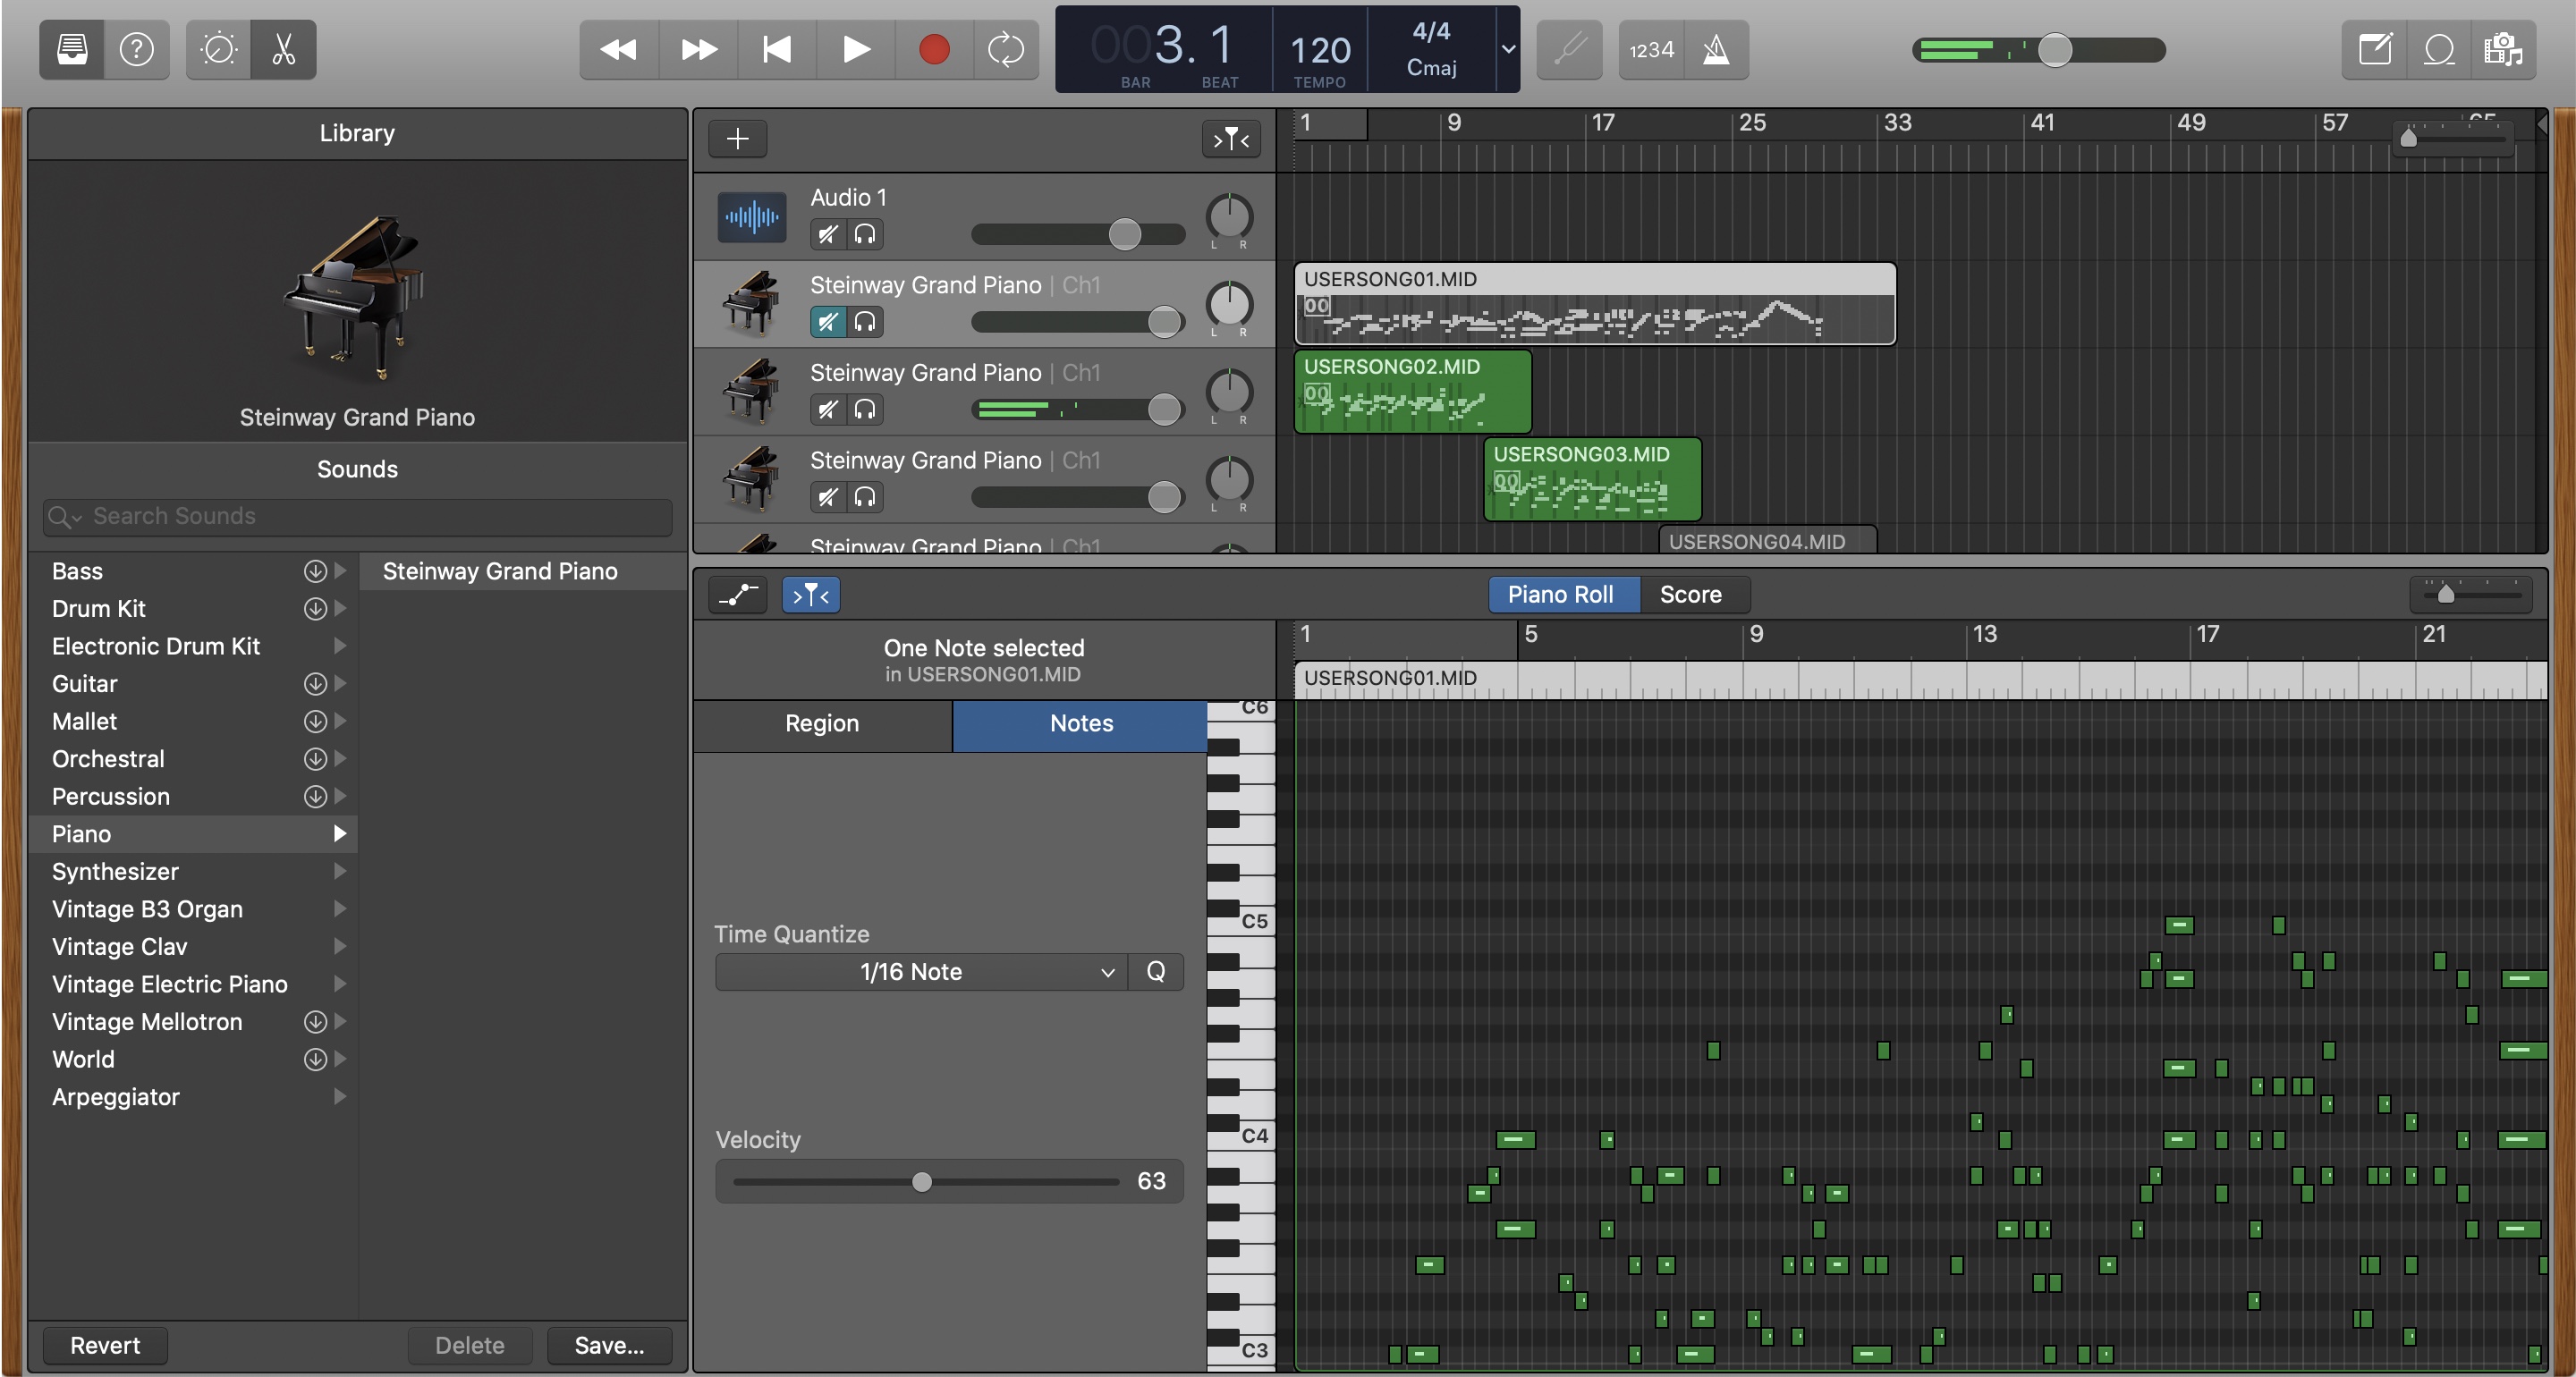 003. 1
BAR BEAT
120
TEMPO
4/4
Cmaj
1234
Library
Steinway Grand Piano
Sounds
Search Sounds
Bass
Drum Kit
Electronic Drum Kit
Guitar
Mallet
Orchestral
Percussion
Piano
Synthesizer
Vintage B3 Organ
Vintage Clav
Vintage Electric Piano
Vintage Mellotron
World
Arpeggiator
Steinway Grand Piano
Revert
Delete
Save...
1 9 17 25 33 41 49 57 65
Audio 1
L R
Steinway Grand Piano | Ch1
L R
USERSONG01.MID
Steinway Grand Piano | Ch1
L R
USERSONG02.MID
Steinway Grand Piano | Ch1
L R
USERSONG03.MID
Steinway Grand Piano | Ch1
USERSONG04.MID
Piano Roll
Score
One Note selected
in USERSONG01.MID
1 5 9 13 17 21
USERSONG01.MID
Region
Notes
Time Quantize
1/16 Note
Q
Velocity
63
C6
C5
C4
C3